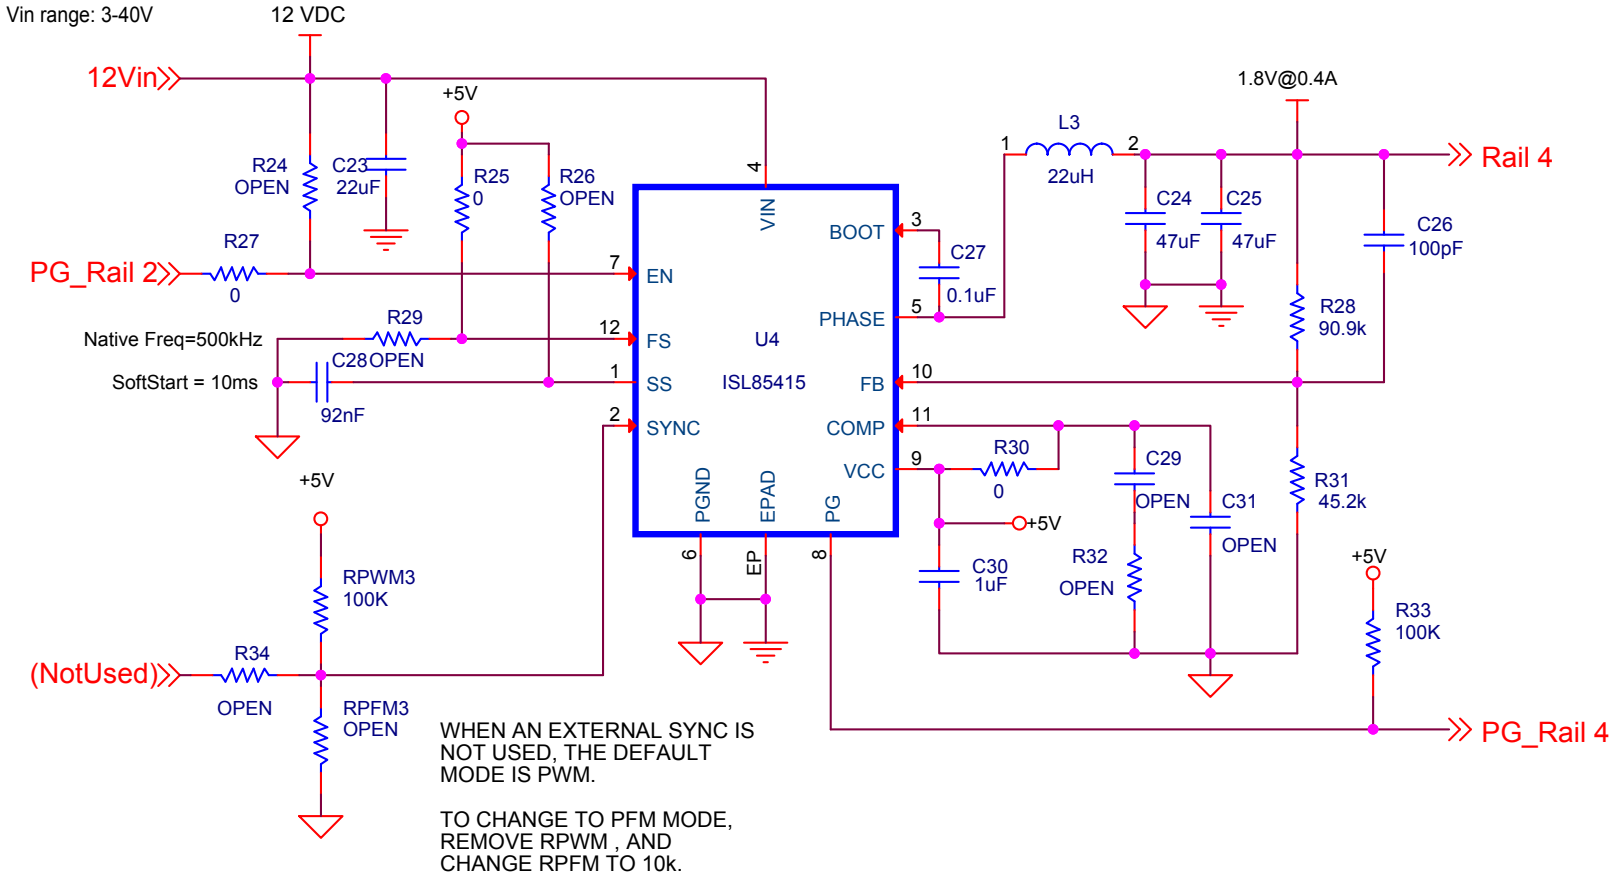 Vin range: 3-40V
12 VDC
12Vin
+5V
1.8V@0.4A
R24
OPEN
C23
22uF
R25
0
R26
OPEN
4
VIN
1
L3
2
22uH
Rail 4
C24
47uF
C25
47uF
C26
100pF
R27
0
PG_Rail 2
7
EN
BOOT
3
C27
0.1uF
5
PHASE
R28
90.9k
Native Freq=500kHz
R29
OPEN
12
FS
U4
ISL85415
SoftStart = 10ms
C28
92nF
1
SS
FB
10
2
SYNC
COMP
11
VCC
9
R30
0
C29
OPEN
C31
OPEN
R31
45.2k
PGND
EPAD
PG
6
EP
8
+5V
C30
1uF
R32
OPEN
+5V
RPWM3
100K
+5V
R33
100K
(NotUsed)
R34
OPEN
RPFM3
OPEN
PG_Rail 4
WHEN AN EXTERNAL SYNC IS
NOT USED, THE DEFAULT
MODE IS PWM.
TO CHANGE TO PFM MODE,
REMOVE RPWM , AND
CHANGE RPFM TO 10k.